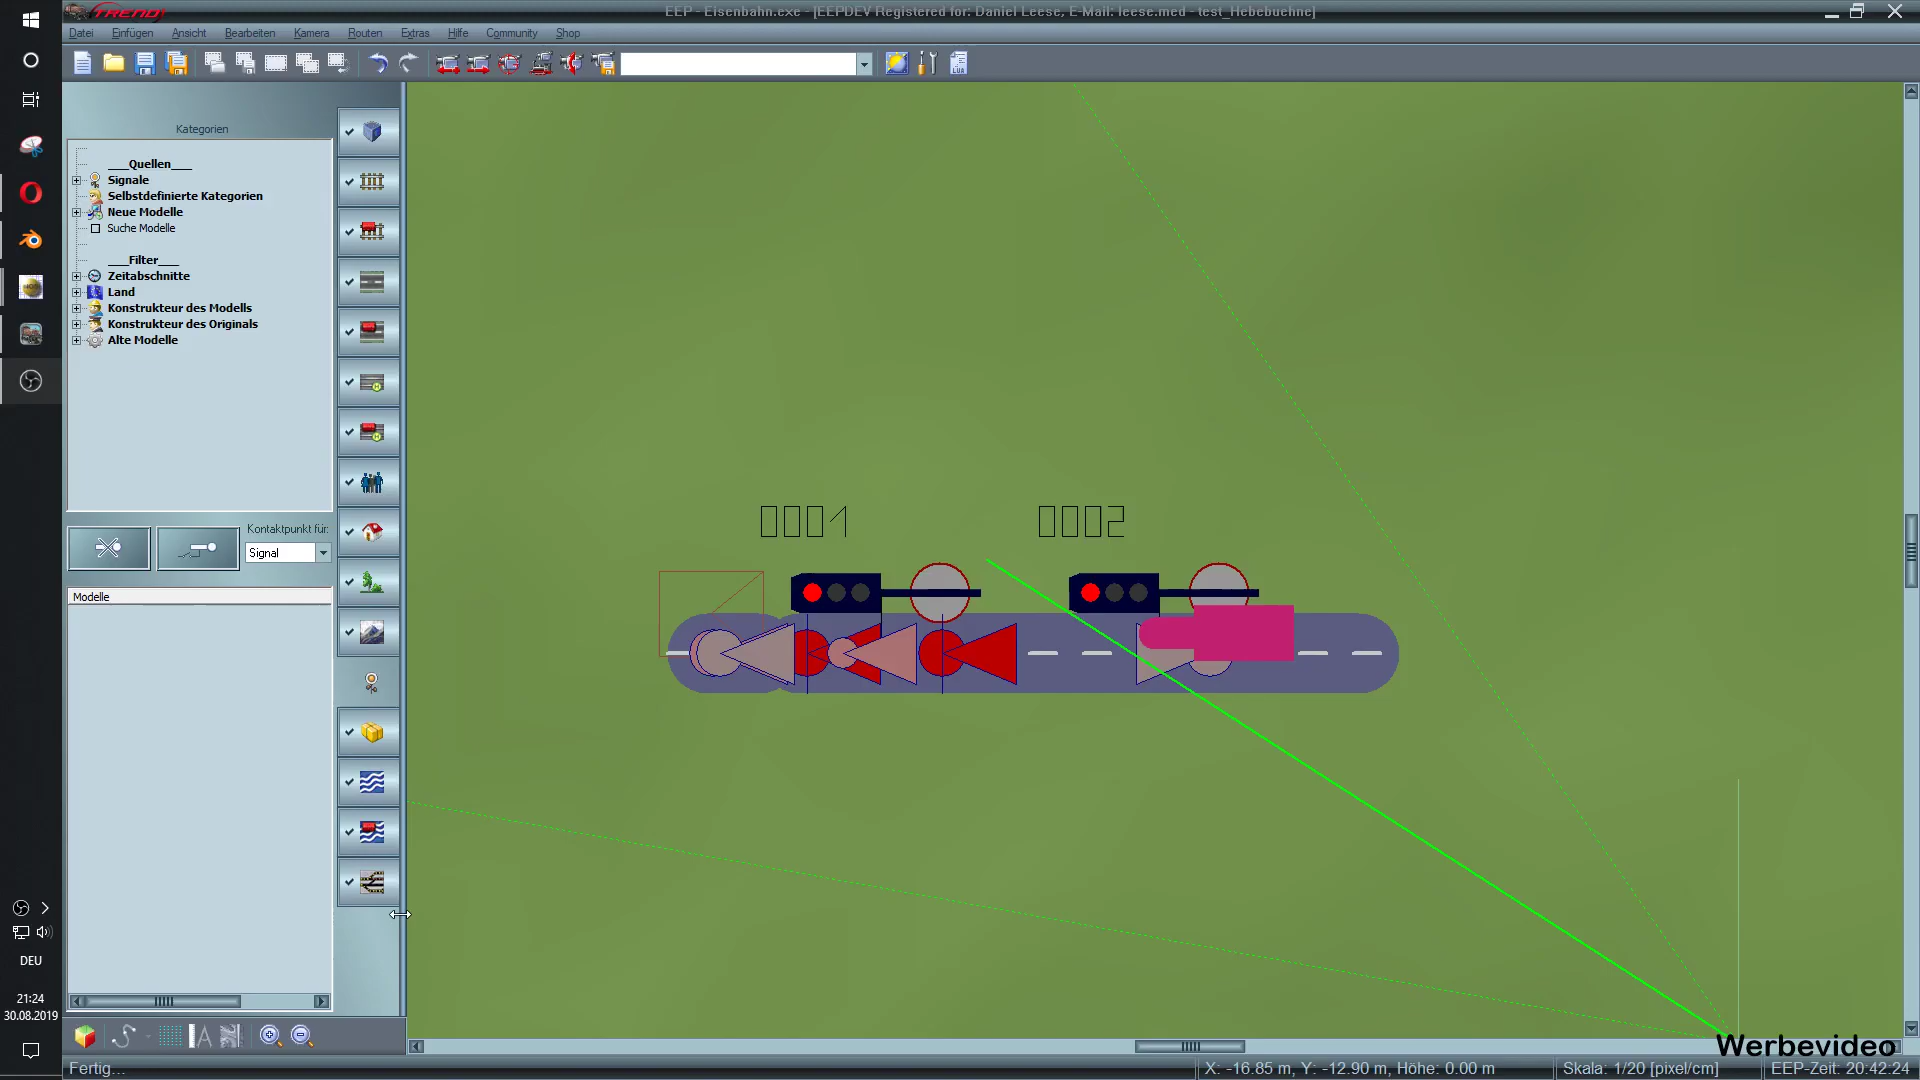 TREND
EEP - Eisenbahn.exe - [EEPDEV Registered for: Daniel Leese, E-Mail: leese.med - test_Hebebuehne]
Datei Einfügen Ansicht Bearbeiten Kamera Routen Extras Hilfe Community Shop
LUA
Kategorien
___Quellen___
Signale
Selbstdefinierte Kategorien
Neue Modelle
Suche Modelle
___Filter___
Zeitabschnitte
Land
Konstrukteur des Modells
Konstrukteur des Originals
Alte Modelle
Kontaktpunkt für:
Signal
Modelle
0001
0002
DEU
21:24
30.08.2019
Werbevideo
Fertig...
X: -16.85 m, Y: -12.90 m, Höhe: 0.00 m
Skala: 1/20 [pixel/cm]
EEP-Zeit: 20:42:24